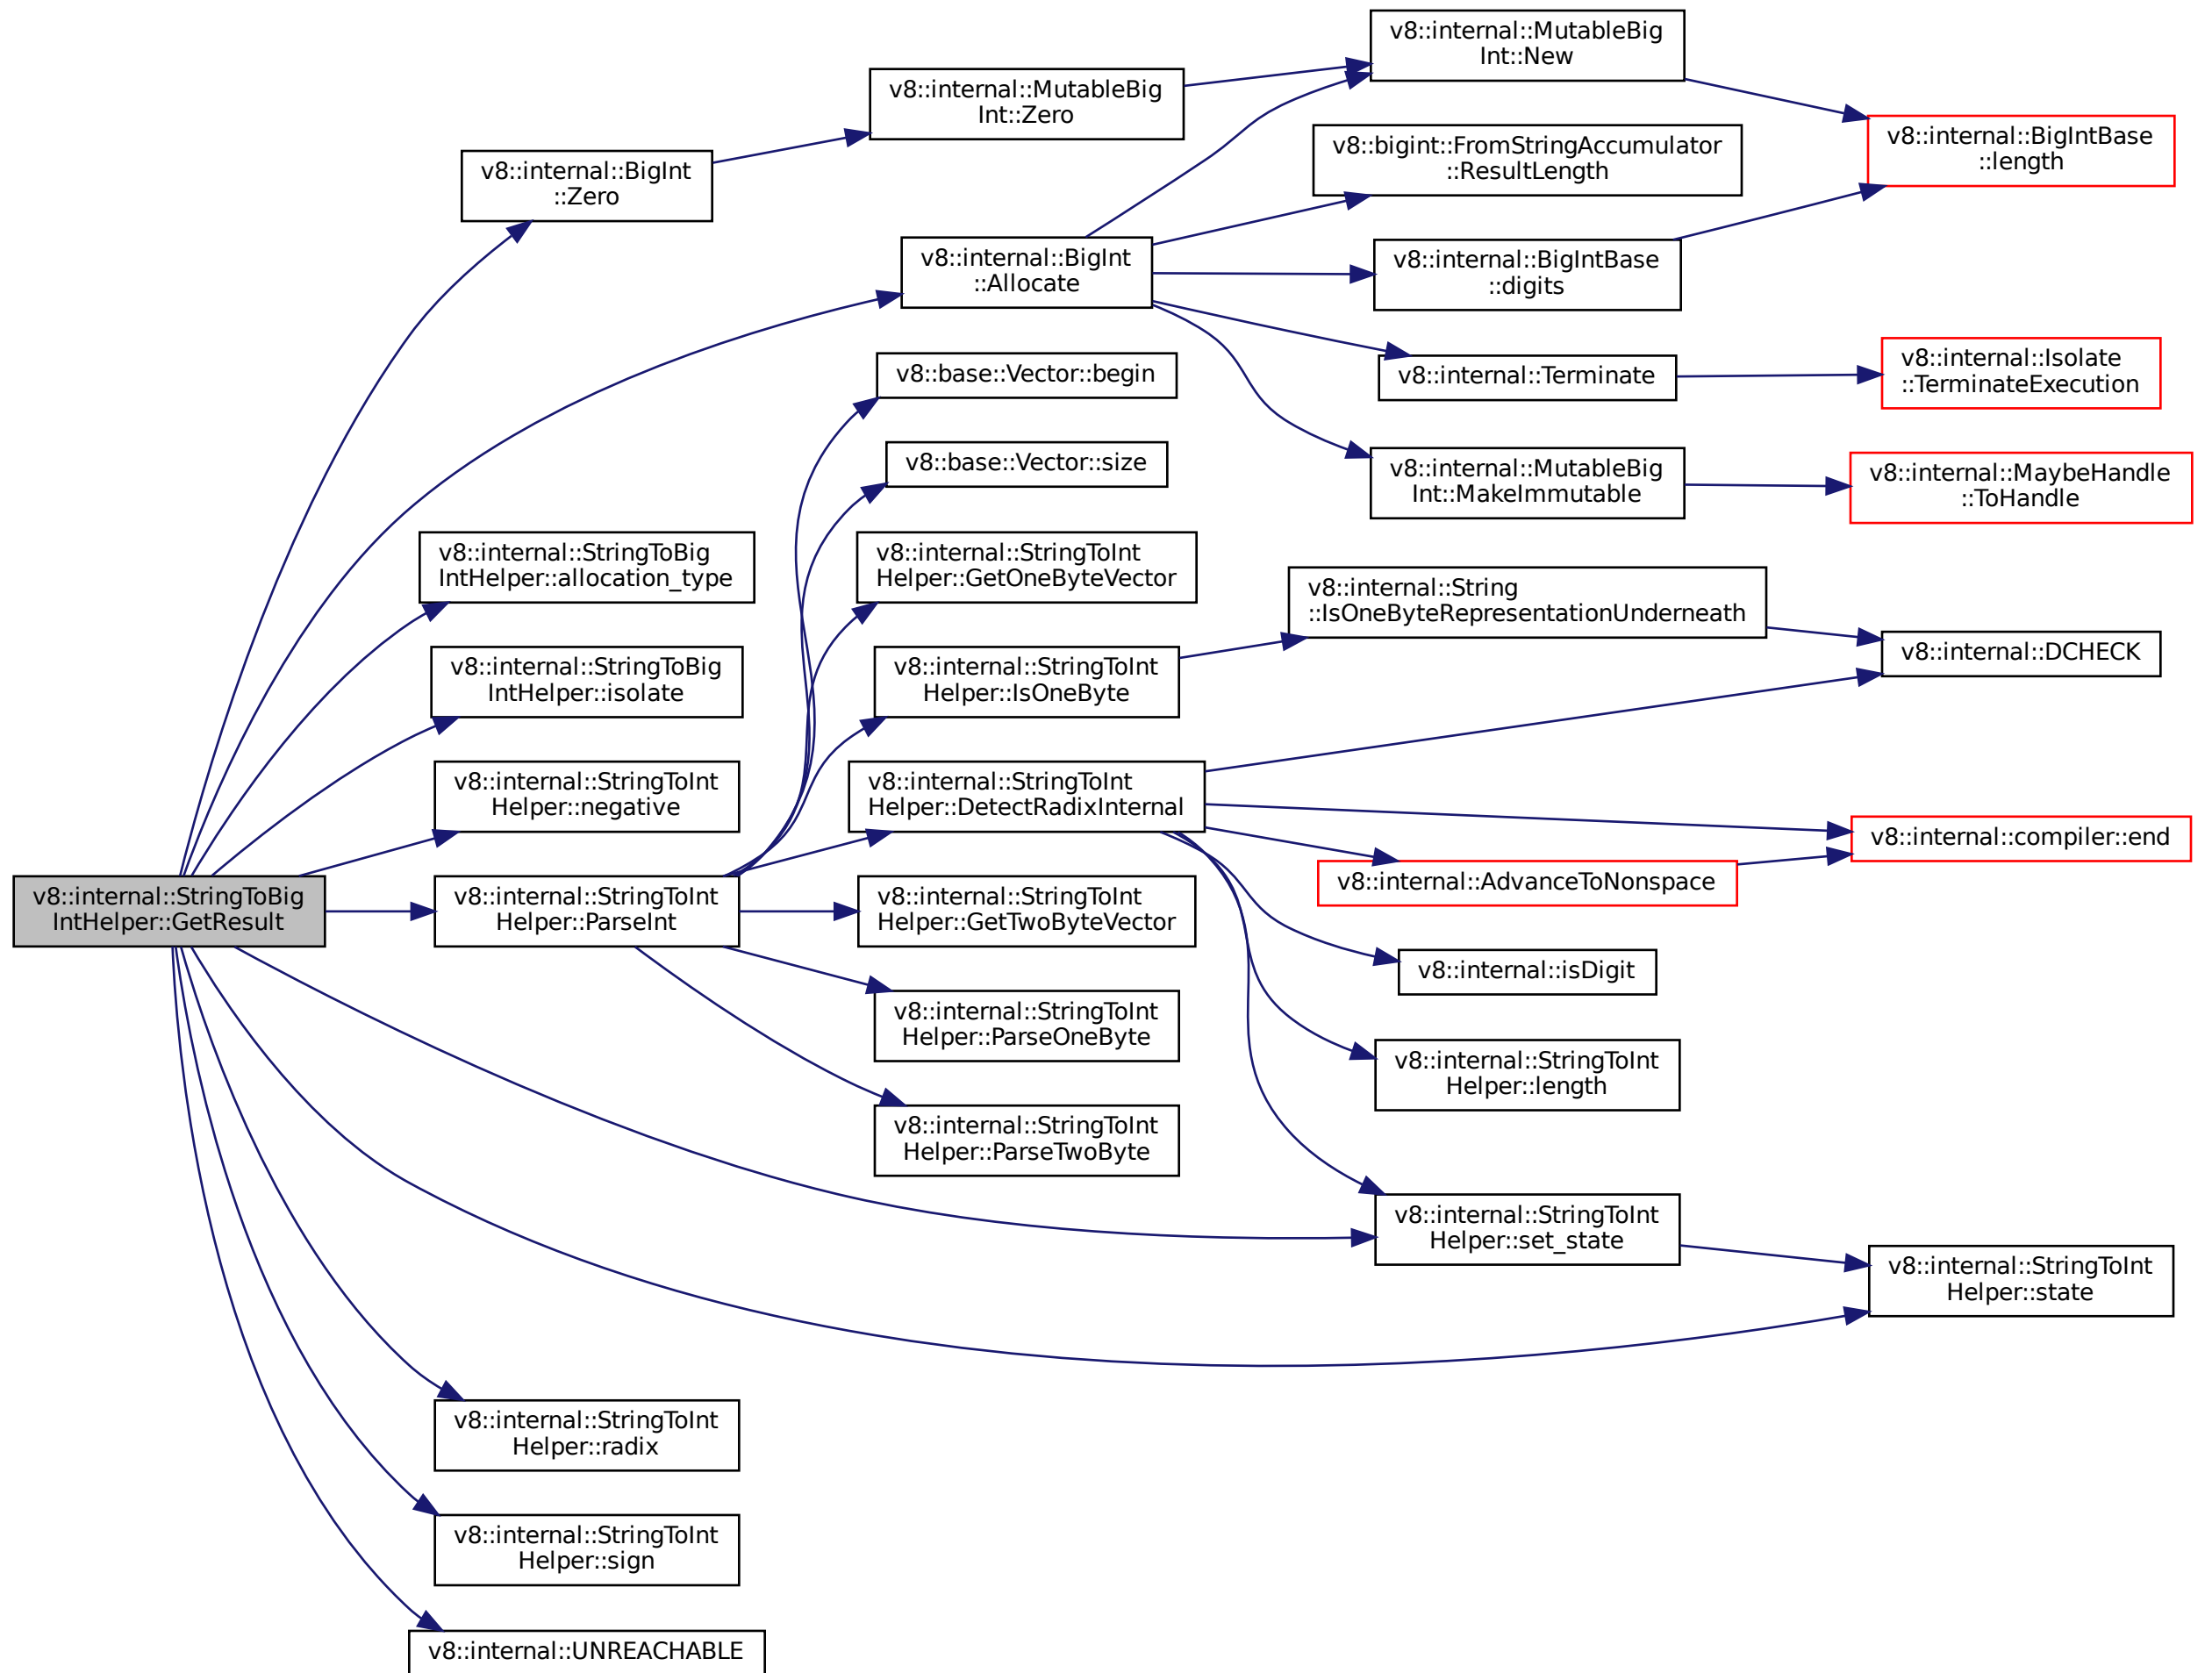 v8::internal::StringToBig
IntHelper::GetResult
v8::internal::BigInt
::Zero
v8::internal::MutableBig
Int::Zero
v8::internal::MutableBig
Int::New
v8::internal::BigIntBase
::length
v8::internal::BigInt
::Allocate
v8::bigint::FromStringAccumulator
::ResultLength
v8::internal::BigIntBase
::digits
v8::internal::Terminate
v8::internal::Isolate
::TerminateExecution
v8::internal::MutableBig
Int::MakeImmutable
v8::internal::MaybeHandle
::ToHandle
v8::internal::StringToBig
IntHelper::allocation_type
v8::internal::StringToBig
IntHelper::isolate
v8::internal::StringToInt
Helper::negative
v8::internal::StringToInt
Helper::ParseInt
v8::base::Vector::begin
v8::base::Vector::size
v8::internal::StringToInt
Helper::GetOneByteVector
v8::internal::StringToInt
Helper::IsOneByte
v8::internal::String
::IsOneByteRepresentationUnderneath
v8::internal::DCHECK
v8::internal::StringToInt
Helper::DetectRadixInternal
v8::internal::compiler::end
v8::internal::AdvanceToNonspace
v8::internal::isDigit
v8::internal::StringToInt
Helper::length
v8::internal::StringToInt
Helper::set_state
v8::internal::StringToInt
Helper::state
v8::internal::StringToInt
Helper::GetTwoByteVector
v8::internal::StringToInt
Helper::ParseOneByte
v8::internal::StringToInt
Helper::ParseTwoByte
v8::internal::StringToInt
Helper::radix
v8::internal::StringToInt
Helper::sign
v8::internal::UNREACHABLE